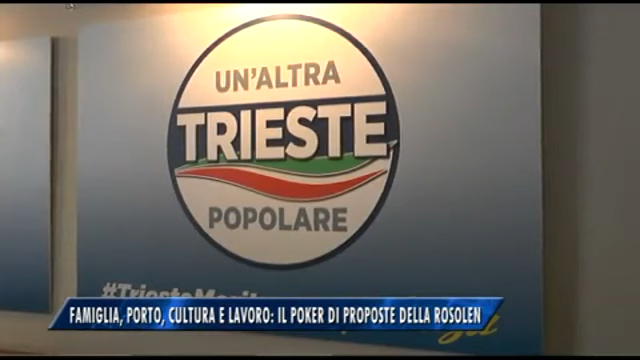 UN'ALTRA
TRIESTE
POPOLARE
FAMIGLIA, PORTO, CULTURA E LAVORO: IL POKER DI PROPOSTE DELLA ROSOLEN